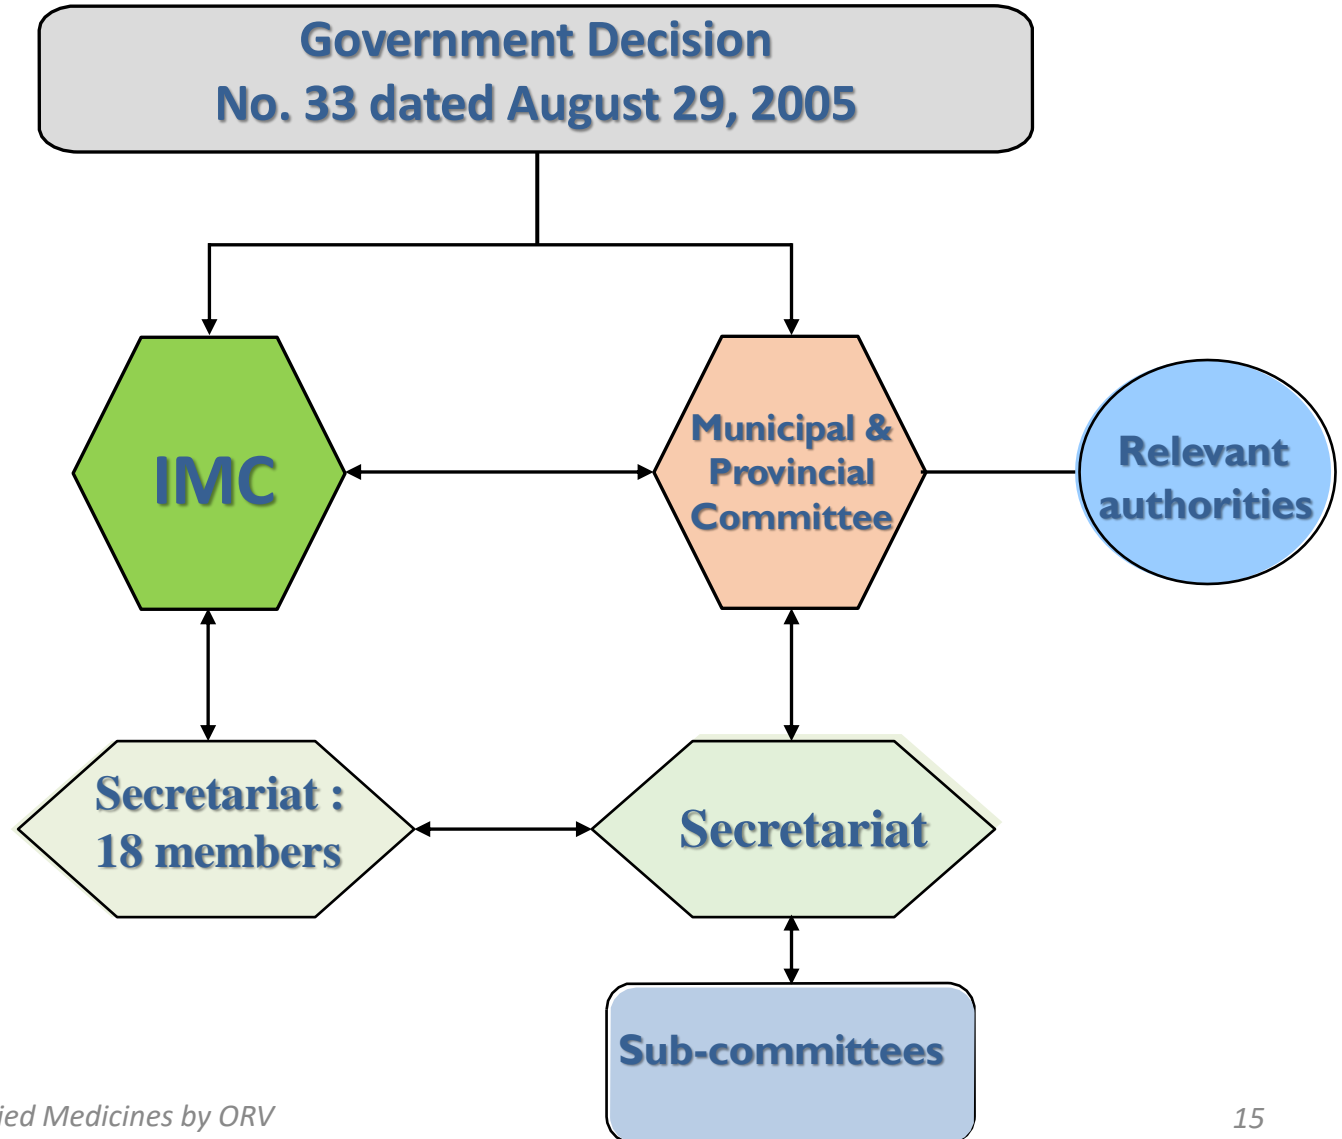 Government Decision
No. 33 dated August 29, 2005
IMC
Municipal &
Provincial
Committee
Relevant
authorities
Secretariat :
18 members
Secretariat
Sub-committees
ied Medicines by ORV
15